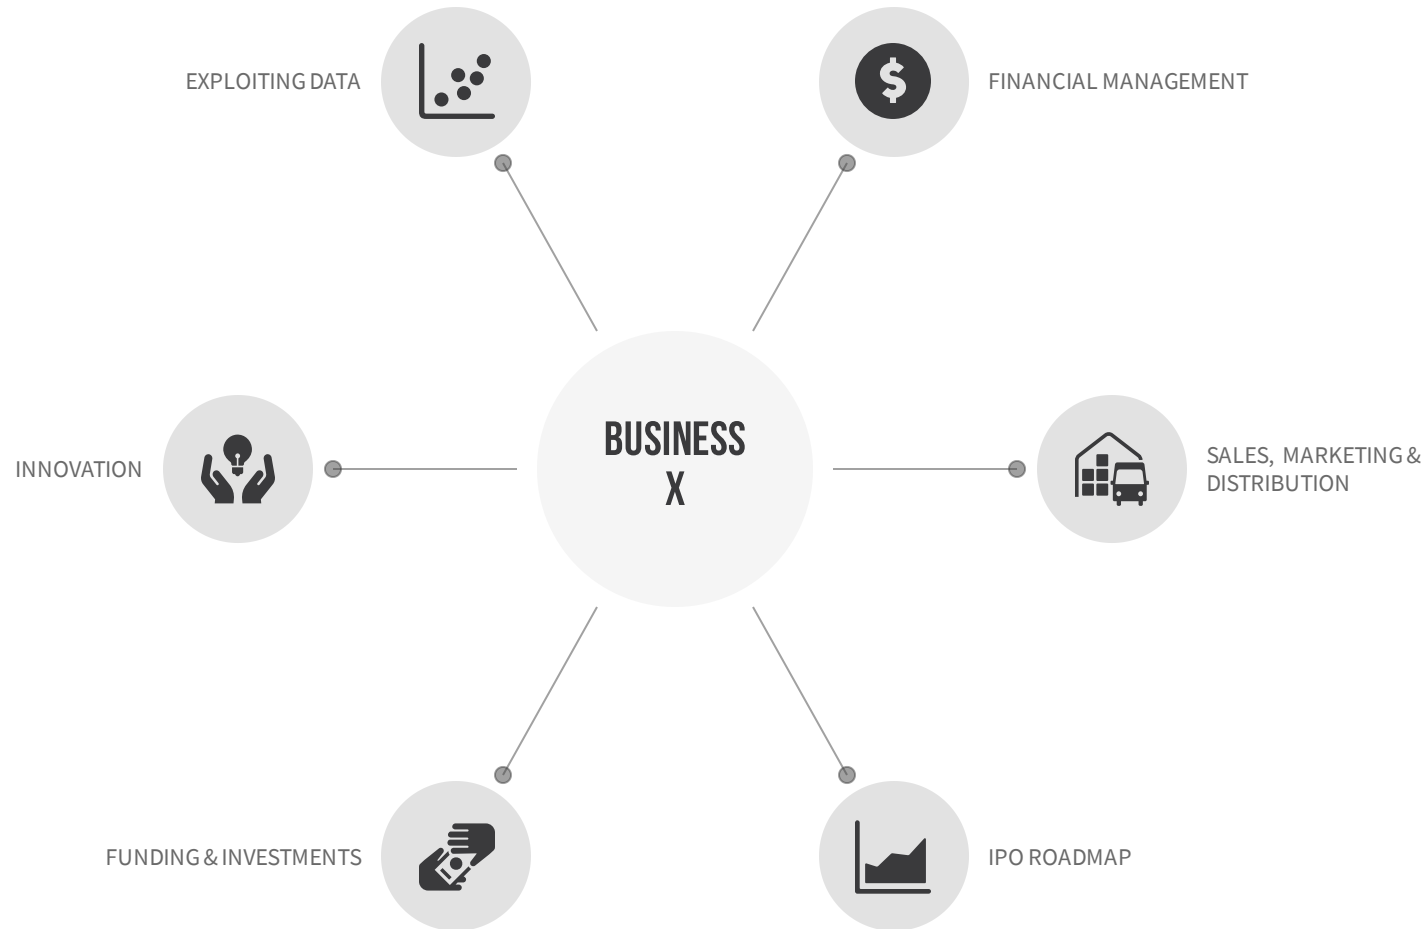 EXPLOITING DATA
FINANCIAL MANAGEMENT
BUSINESS
X
INNOVATION
SALES, MARKETING &
DISTRIBUTION
FUNDING & INVESTMENTS
IPO ROADMAP